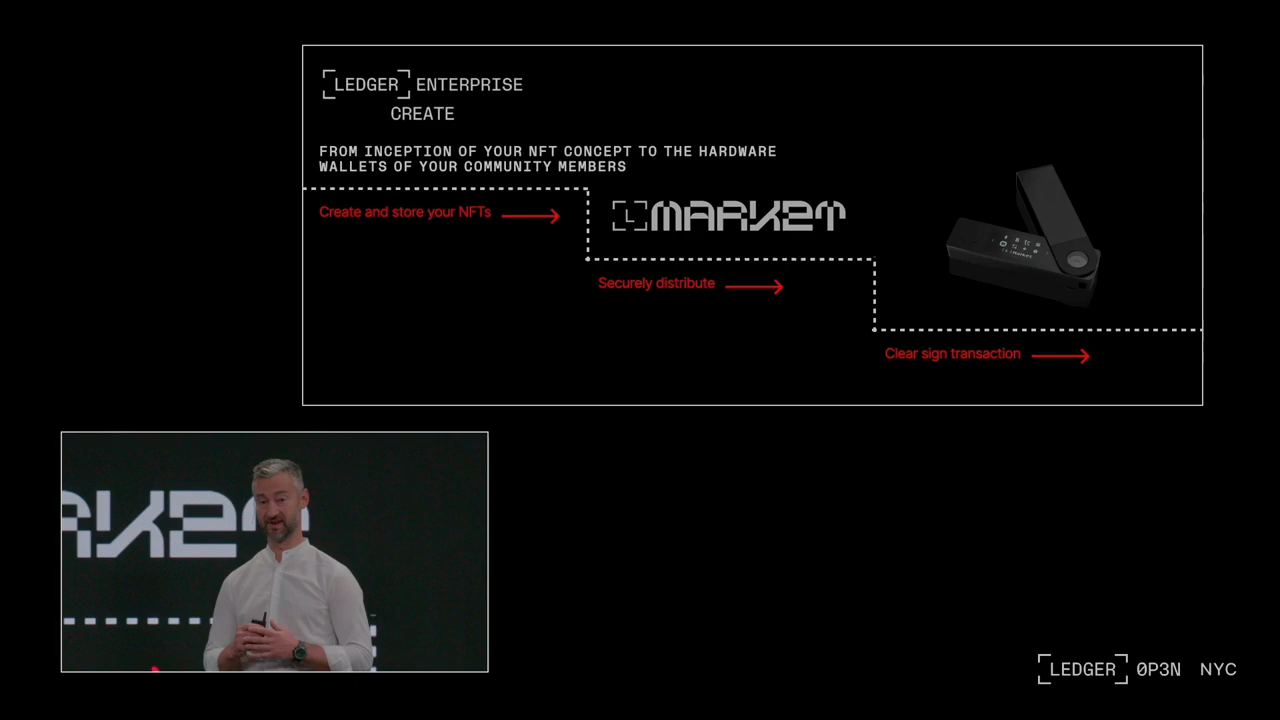 LEDGER ENTERPRISE
CREATE
FROM INCEPTION OF YOUR NFT CONCEPT TO THE HARDWARE
WALLETS OF YOUR COMMUNITY MEMBERS
Create and store your NFTs
L MARKET
Securely distribute
Clear sign transaction
ARKET
LEDGER 0P3N NYC